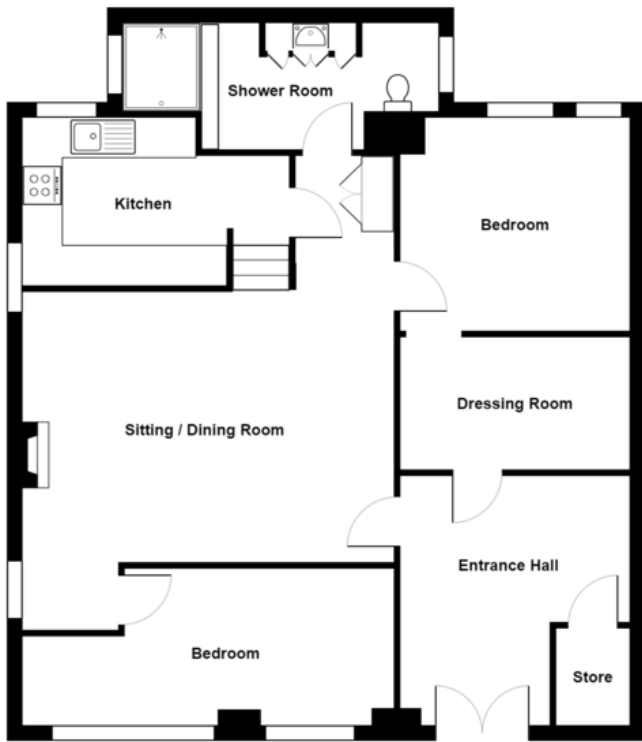 Shower Room
Kitchen
Bedroom
Dressing Room
Sitting / Dining Room
Entrance Hall
Bedroom
Store